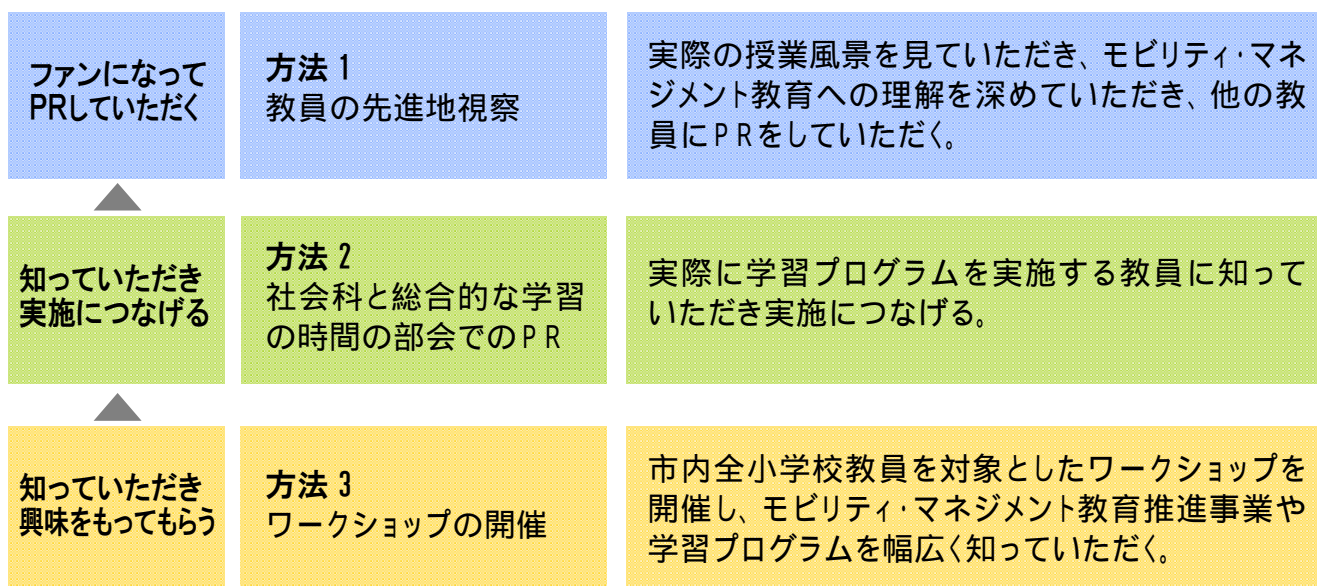 ファンになって
PRしていただく
方法1
教員の先進地視察
実際の授業風景を見ていただき、モビリティ・マネ
ジメント教育への理解を深めていただき、他の教
員にPRをしていただく。
知っていただき
実施につなげる
方法2
社会科と総合的な学習
の時間の部会でのPR
実際に学習プログラムを実施する教員に知って
いただき実施につなげる。
知っていただき
興味をもってもらう
方法3
ワークショップの開催
市内全小学校教員を対象としたワークショップを
開催し、モビリティ・マネジメント教育推進事業や
学習プログラムを幅広く知っていただく。